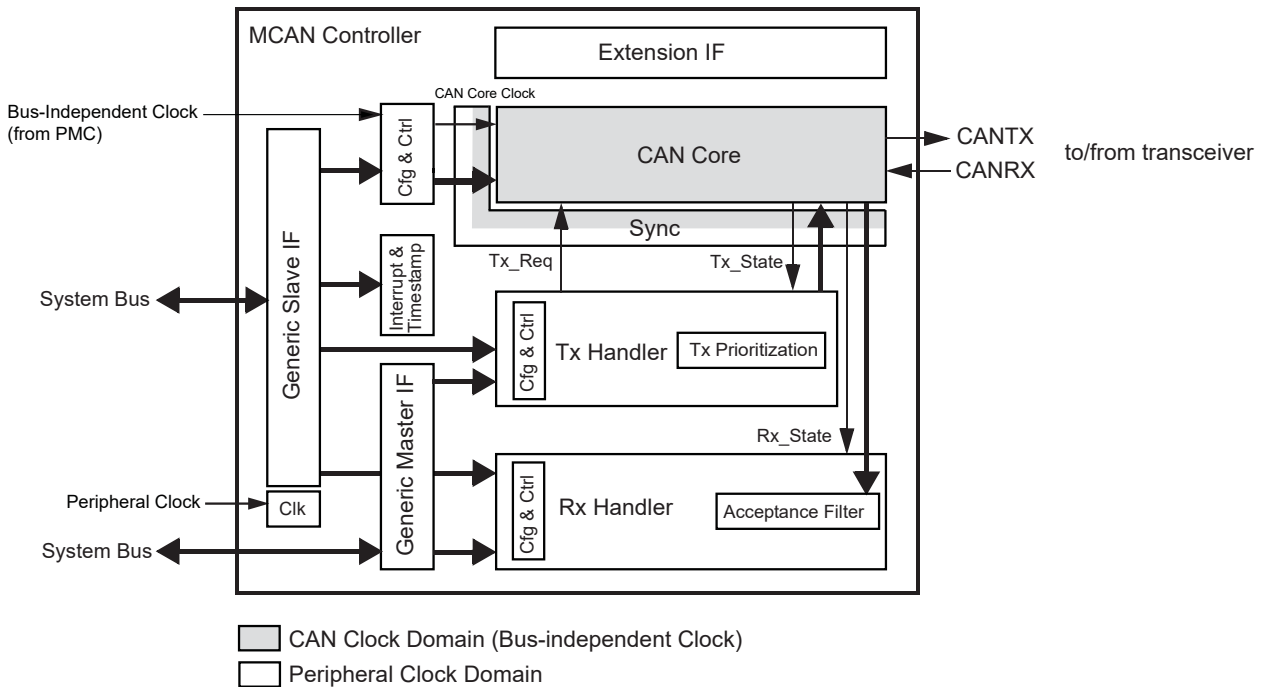 MCAN Controller
Extension IF
Bus-Independent Clock
(from PMC)
CAN Core Clock
Cfg & Ctrl
CAN Core
CANTX
CANRX
to/from transceiver
Sync
Tx_Req
Tx_State
System Bus
Generic Slave IF
Interrupt &
Timestamp
Cfg & Ctrl
Tx Handler
Tx Prioritization
Generic Master IF
Rx_State
Peripheral Clock
Clk
Cfg & Ctrl
Rx Handler
Acceptance Filter
System Bus
CAN Clock Domain (Bus-independent Clock)
Peripheral Clock Domain